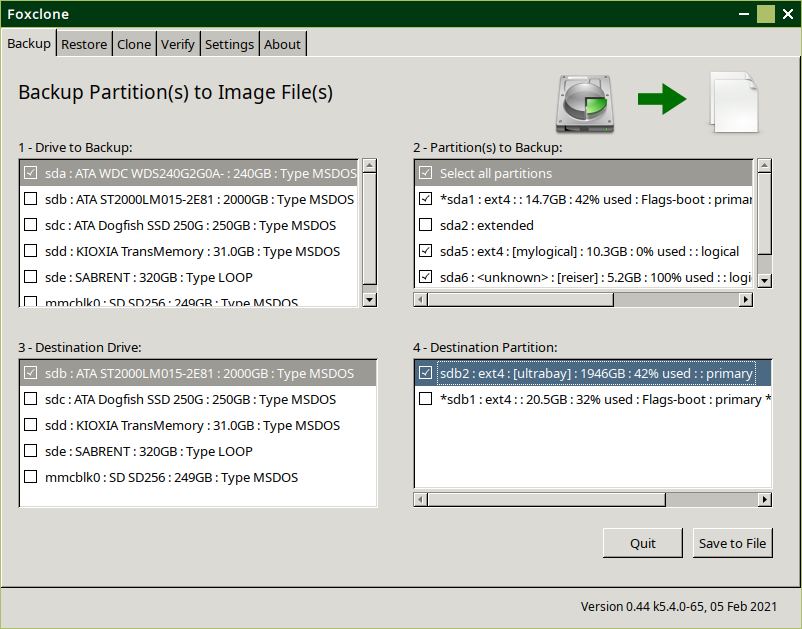 Foxclone
Backup Restore Clone Verify Settings About
Backup Partition(s) to Image File(s)
1 - Drive to Backup:
sda : ATA WDC WDS240G2G0A- : 240GB : Type MSDOS
sdb : ATA ST2000LM015-2E81 : 2000GB : Type MSDOS
sdc : ATA Dogfish SSD 250G : 250GB : Type MSDOS
sdd : KIOXIA TransMemory : 31.0GB : Type MSDOS
sde : SABRENT : 320GB : Type LOOP
mmcblk0 : SD SD256 : 249GB : Type MSDOS
2 - Partition(s) to Backup:
Select all partitions
*sda1 : ext4 : : 14.7GB : 42% used : Flags-boot : primar
sda2 : extended
sda5 : ext4 : [mylogical] : 10.3GB : 0% used : : logical
sda6 : <unknown> : [reiser] : 5.2GB : 100% used : : logi
3 - Destination Drive:
sdb : ATA ST2000LM015-2E81 : 2000GB : Type MSDOS
sdc : ATA Dogfish SSD 250G : 250GB : Type MSDOS
sdd : KIOXIA TransMemory : 31.0GB : Type MSDOS
sde : SABRENT : 320GB : Type LOOP
mmcblk0 : SD SD256 : 249GB : Type MSDOS
4 - Destination Partition:
sdb2 : ext4 : [ultrabay] : 1946GB : 42% used : : primary
*sdb1 : ext4 : : 20.5GB : 32% used : Flags-boot : primary *
Quit
Save to File
Version 0.44 k5.4.0-65, 05 Feb 2021